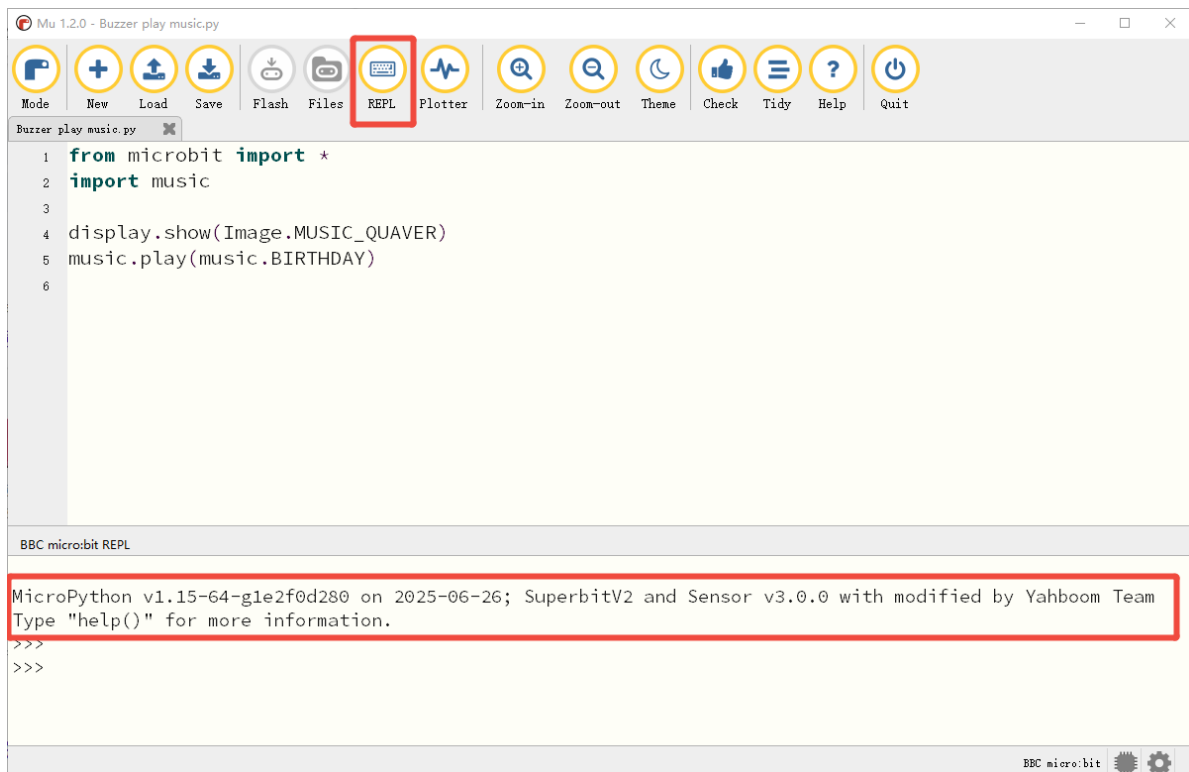 Mu 1.2.0 - Buzzer play music.py
Mode New Load Save Flash Files REPL Plotter Zoom-in Zoom-out Theme Check Tidy Help Quit
Buzzer play music.py
1 from microbit import *
2 import music
3
4 display.show(Image.MUSIC_QUAVER)
5 music.play(music.BIRTHDAY)
6
BBC micro:bit REPL
MicroPython v1.15-64-g1e2f0d280 on 2025-06-26; SuperbitV2 and Sensor v3.0.0 with modified by Yahboom Team
Type "help()" for more information.
>>>
>>>
BBC micro:bit